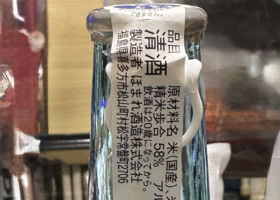 品目
清酒
原材料名 米(国産)、
精米歩合 58% アル
飲酒は20歳になってから。
製造者 ほまれ酒造株式会社
福島県喜多方市松山町村松字常盤町2706